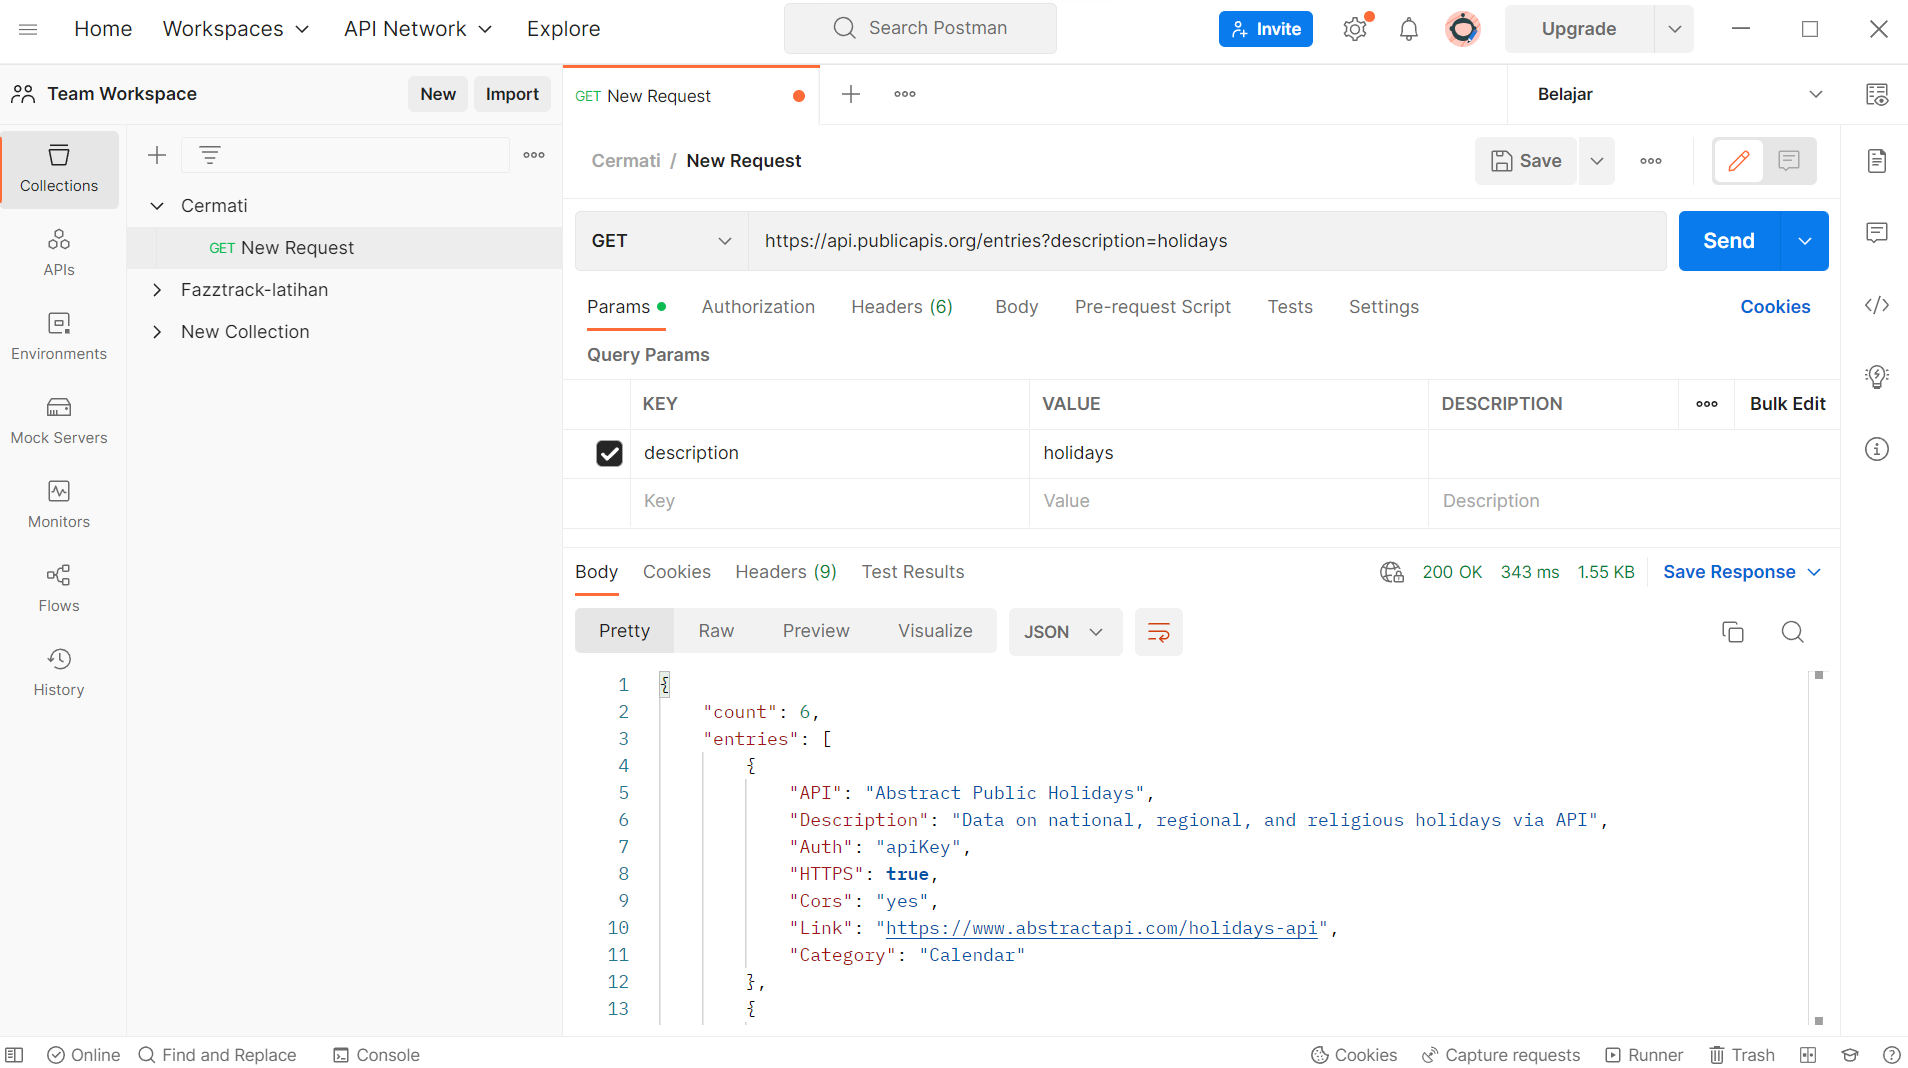 Home Workspaces API Network Explore Search Postman Invite Upgrade
Team Workspace New Import GET New Request Belajar
Collections
APIs
Environments
Mock Servers
Monitors
Flows
History
Cermati
GET New Request
Fazztrack-latihan
New Collection
Cermati / New Request Save
GET https://api.publicapis.org/entries?description=holidays Send
Params Authorization Headers (6) Body Pre-request Script Tests Settings Cookies
Query Params
KEY VALUE DESCRIPTION Bulk Edit
description holidays
Key Value Description
Body Cookies Headers (9) Test Results 200 OK 343 ms 1.55 KB Save Response
Pretty Raw Preview Visualize JSON
1 {
2 "count": 6,
3 "entries": [
4 {
5 "API": "Abstract Public Holidays",
6 "Description": "Data on national, regional, and religious holidays via API",
7 "Auth": "apiKey",
8 "HTTPS": true,
9 "Cors": "yes",
10 "Link": "https://www.abstractapi.com/holidays-api",
11 "Category": "Calendar"
12 },
13 {
Online Find and Replace Console Cookies Capture requests Runner Trash